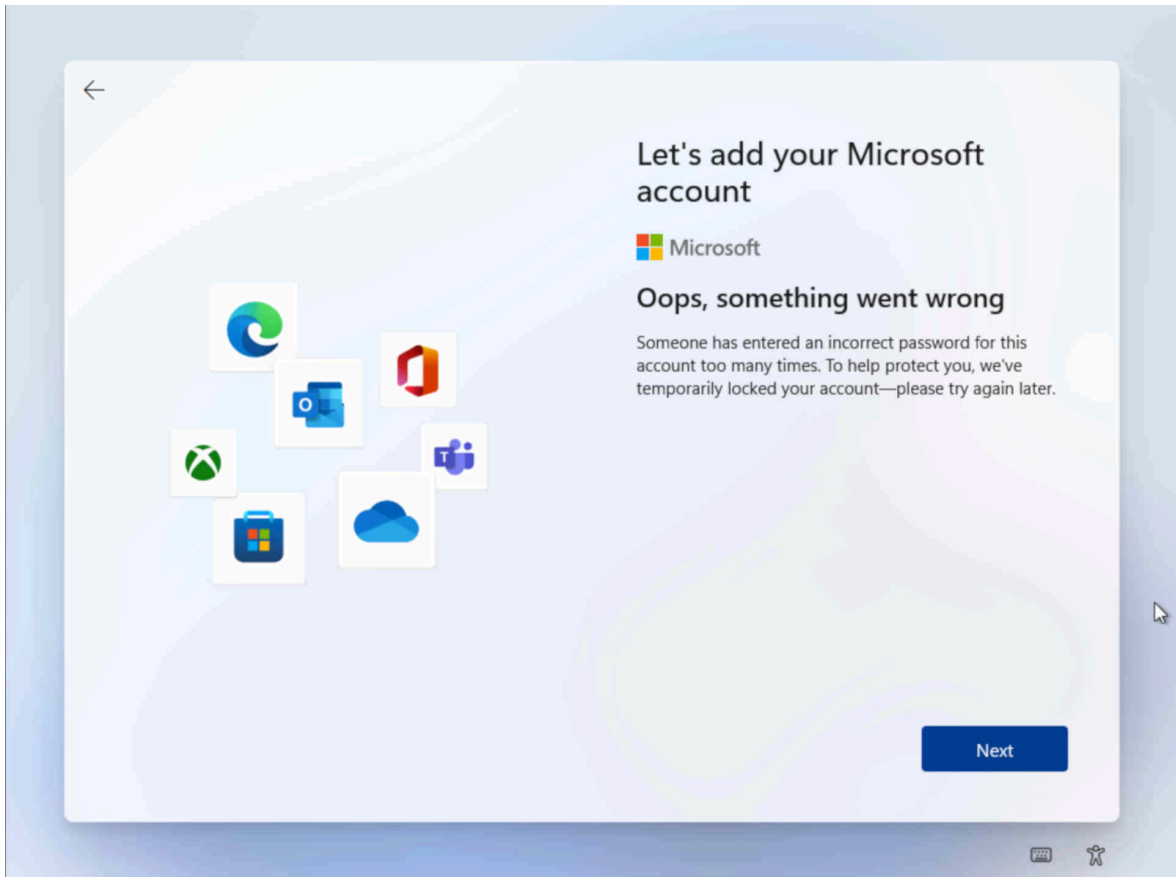 Let's add your Microsoft
account
Microsoft
Oops, something went wrong
Someone has entered an incorrect password for this
account too many times. To help protect you, we've
temporarily locked your account—please try again later.
O
T
Next